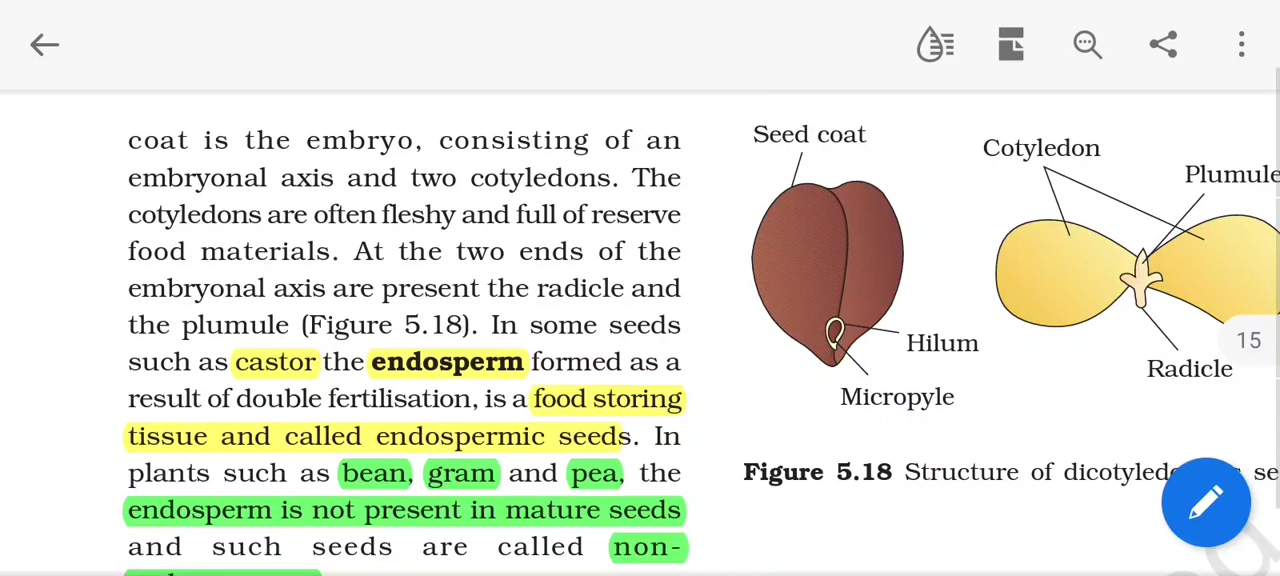 coat is the embryo, consisting of an
embryonal axis and two cotyledons. The
cotyledons are often fleshy and full of reserve
food materials. At the two ends of the
embryonal axis are present the radicle and
the plumule (Figure 5.18). In some seeds
such as castor the endosperm formed as a
result of double fertilisation, is a food storing
tissue and called endospermic seeds. In
plants such as bean, gram and pea, the
endosperm is not present in mature seeds
and such seeds are called non-
Seed coat
Cotyledon
Plumule
Hilum
15
Radicle
Micropyle
Figure 5.18 Structure of